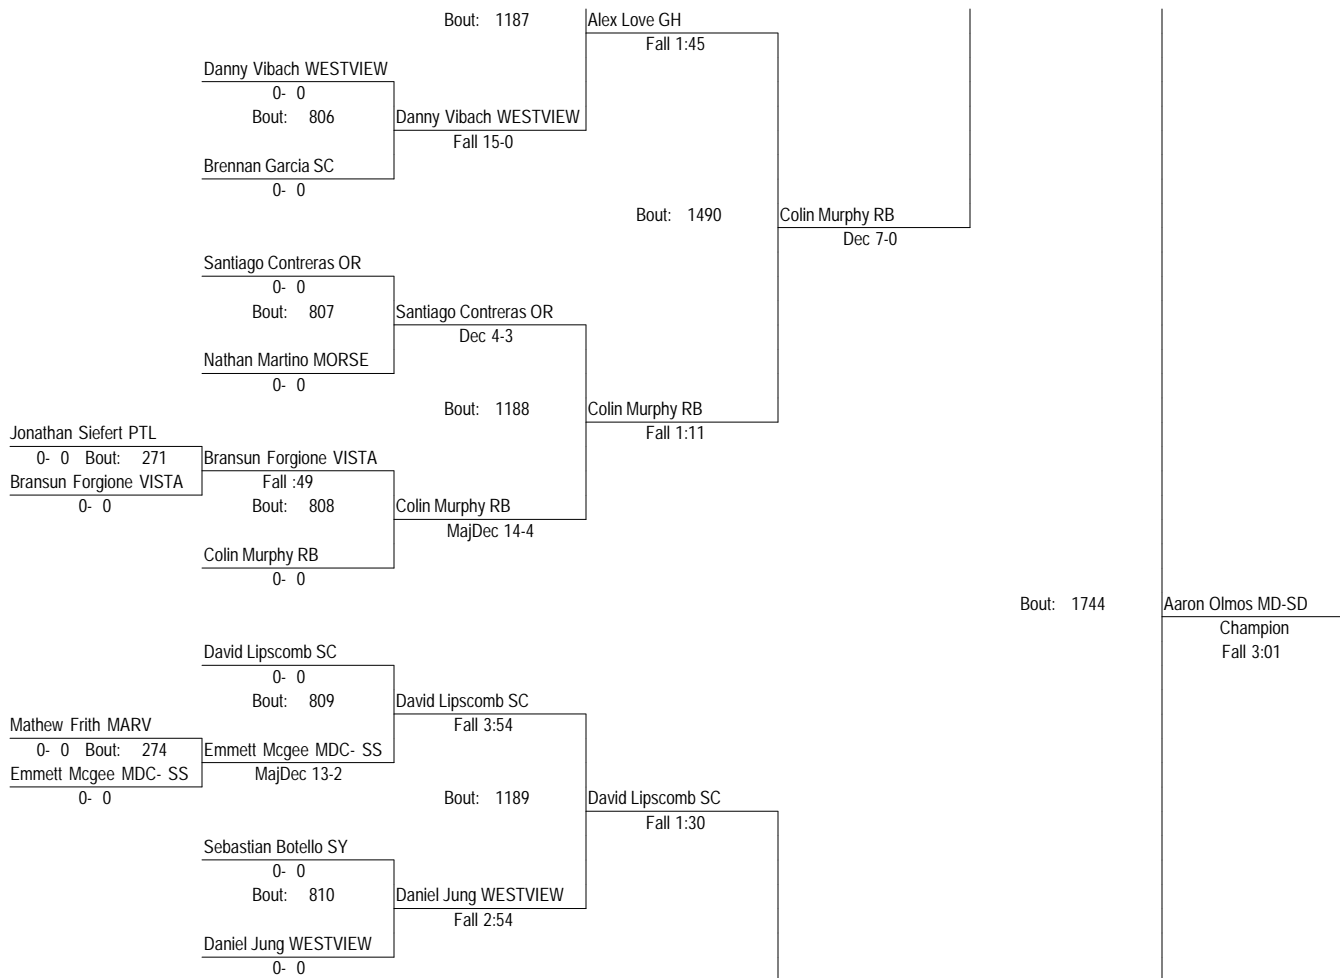 Bout: 1187 Alex Love GH
Fall 1:45
Danny Vibach WESTVIEW
0- 0
Bout: 806 Danny Vibach WESTVIEW
Fall 15-0
Brennan Garcia SC
0- 0
Bout: 1490 Colin Murphy RB
Dec 7-0
Santiago Contreras OR
0- 0
Bout: 807 Santiago Contreras OR
Dec 4-3
Nathan Martino MORSE
0- 0
Bout: 1188 Colin Murphy RB
Fall 1:11
Jonathan Siefert PTL
0- 0 Bout: 271 Bransun Forgione VISTA
Bransun Forgione VISTA Fall :49
0- 0 Bout: 808 Colin Murphy RB
MajDec 14-4
Colin Murphy RB
0- 0
Bout: 1744 Aaron Olmos MD-SD
Champion
Fall 3:01
David Lipscomb SC
0- 0
Bout: 809 David Lipscomb SC
Fall 3:54
Mathew Frith MARV
0- 0 Bout: 274 Emmett Mcgee MDC- SS
Emmett Mcgee MDC- SS MajDec 13-2
0- 0
Bout: 1189 David Lipscomb SC
Fall 1:30
Sebastian Botello SY
0- 0
Bout: 810 Daniel Jung WESTVIEW
Fall 2:54
Daniel Jung WESTVIEW
0- 0